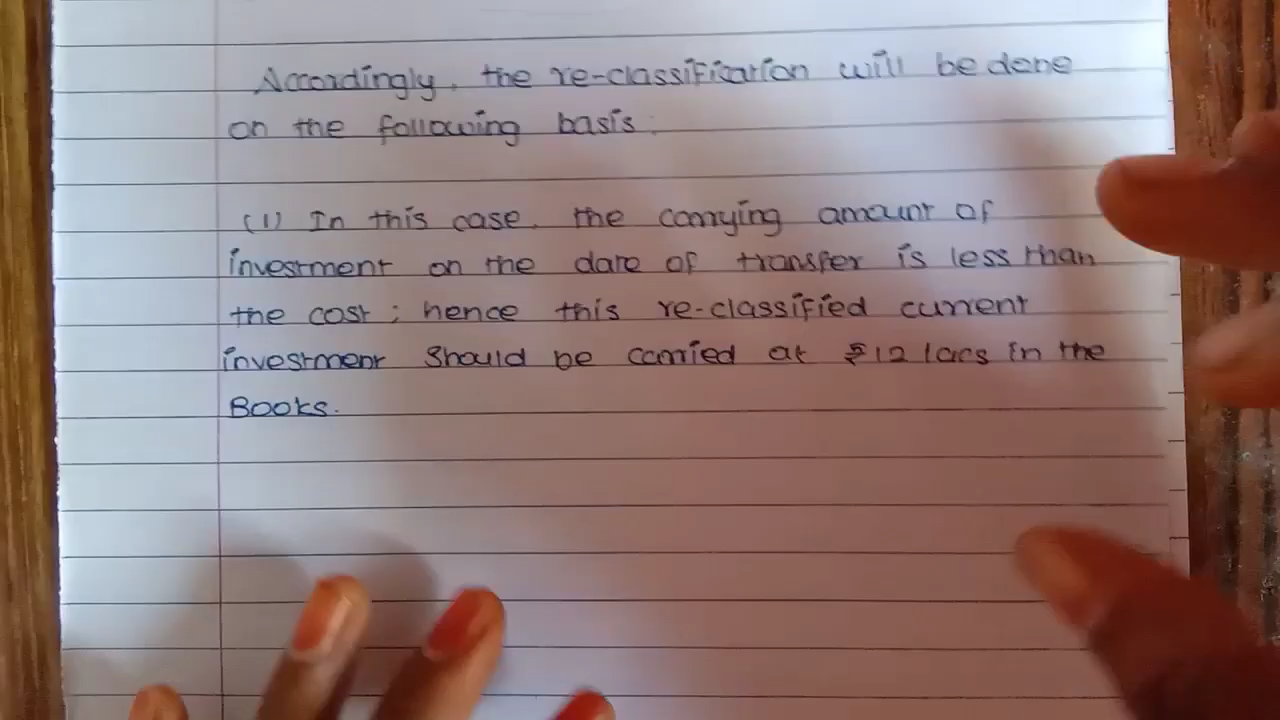 Accordingly, the re-classification will be done
on the following basis:
(1) In this case, the carrying amount of
investment on the date of transfer is less than
the cost; hence this re-classified current
investment should be carried at ₹12 lacs in the
Books.